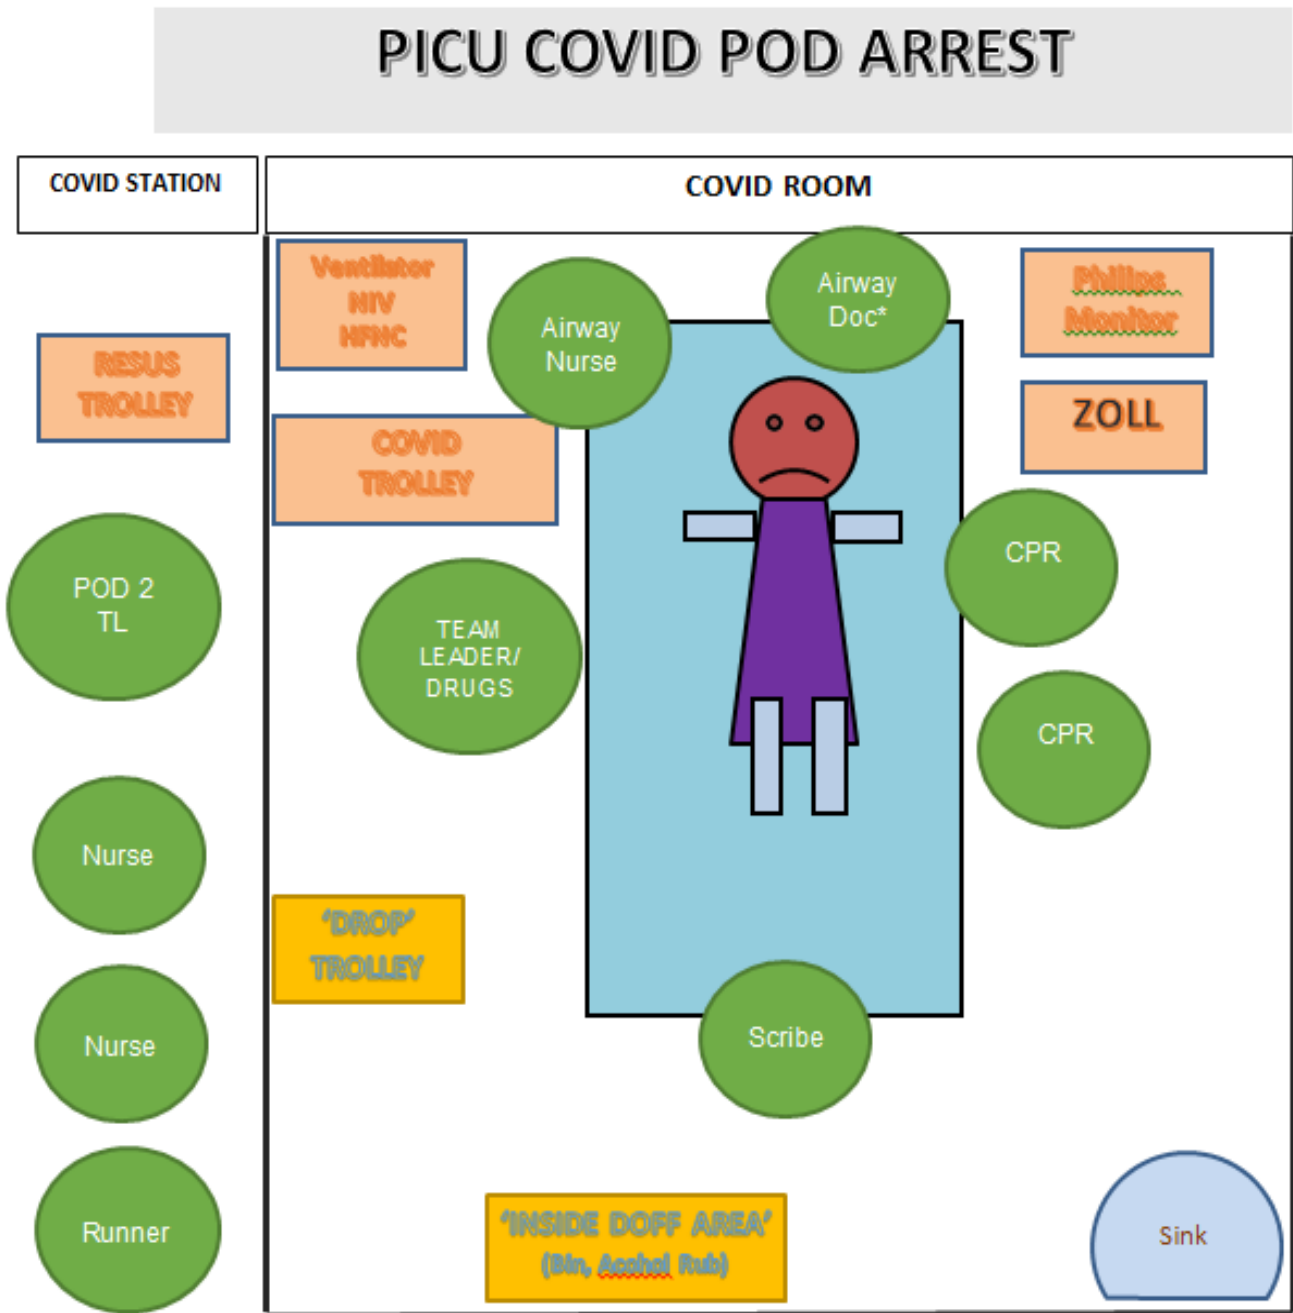 PICU COVID POD ARREST
COVID STATION
COVID ROOM
Ventilator
NIV
HFNC
Airway
Nurse
Airway
Doc*
Philips
Monitor
RESUS
TROLLEY
COVID
TROLLEY
ZOLL
POD 2
TL
TEAM
LEADER/
DRUGS
CPR
CPR
Nurse
'DROP'
TROLLEY
Nurse
Scribe
Runner
'INSIDE DOFF AREA'
(Bin, Acohol Rub)
Sink